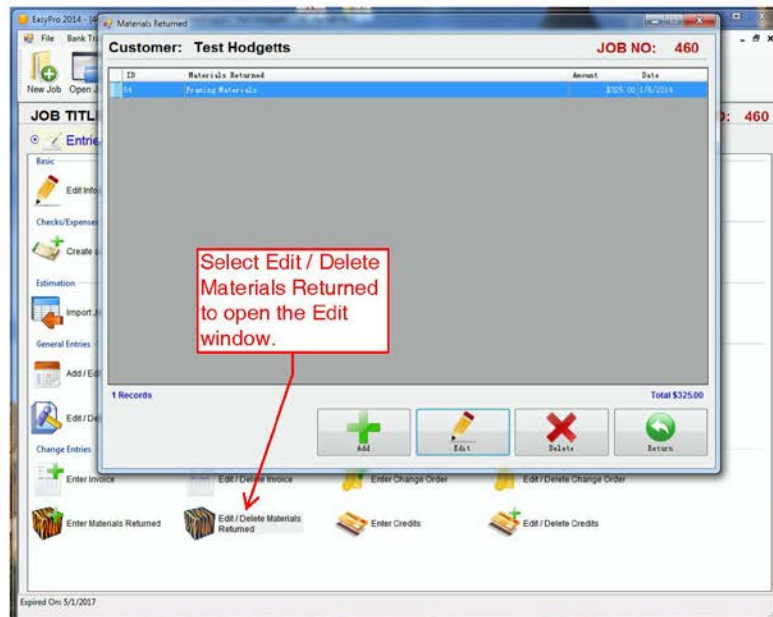 EasyPro 2014 - [4
Materials Returned
File Bank Tr
Customer: Test Hodgetts JOB NO: 460
ID Materials Returned Amount Date
54 Framing Materials $325.00 1/6/2014
New Job Open J
JOB TITL : 460
Entrie
Basic
Edit Info
Checks/Expense
Create
Select Edit / Delete
Materials Returned
to open the Edit
window.
Estimation
Import J
General Entries
Add / Ed
1 Records Total $325.00
Edit / De
Add Edit Delete Return
Change Entries
Enter Invoice Edit / Delete Invoice Enter Change Order Edit / Delete Change Order
Enter Materials Returned Edit / Delete Materials Returned Enter Credits Edit / Delete Credits
Expired On: 5/1/2017